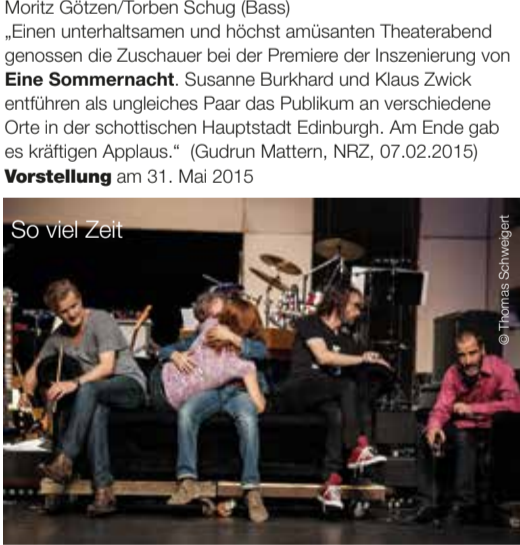 Moritz Götzen/Torben Schug (Bass)
„Einen unterhaltsamen und höchst amüsanten Theaterabend
genossen die Zuschauer bei der Premiere der Inszenierung von
Eine Sommernacht. Susanne Burkhard und Klaus Zwick
entführen als ungleiches Paar das Publikum an verschiedene
Orte in der schottischen Hauptstadt Edinburgh. Am Ende gab
es kräftigen Applaus.“ (Gudrun Mattern, NRZ, 07.02.2015)
Vorstellung am 31. Mai 2015
So viel Zeit
© Thomas Schweigert